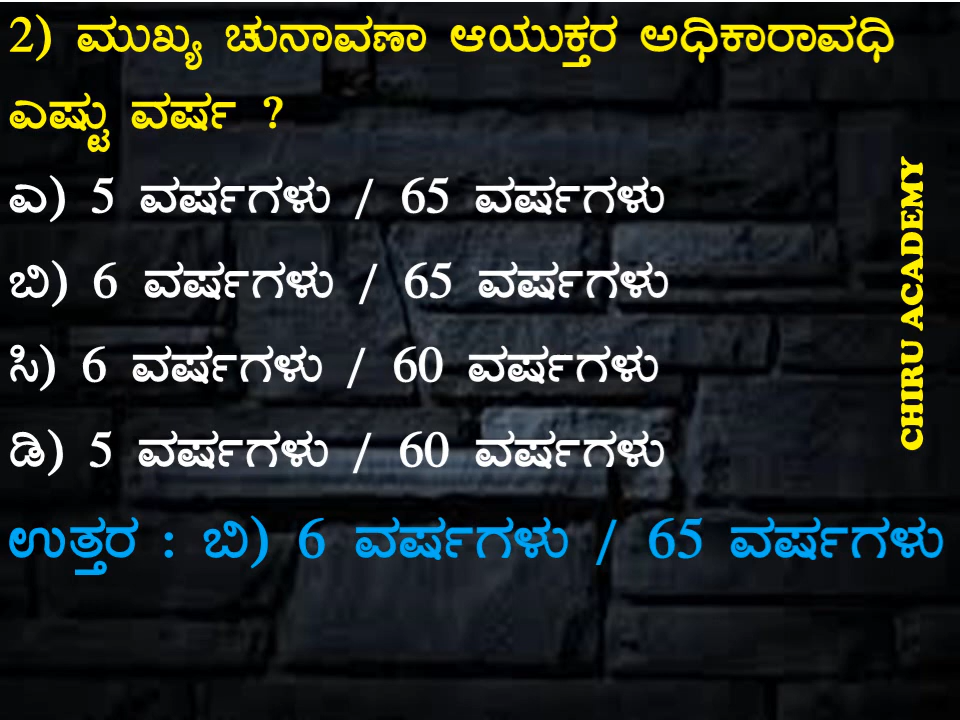 2) ಮುಖ್ಯ ಚುನಾವಣಾ ಆಯುಕ್ತರ ಅಧಿಕಾರಾವಧಿ
ಎಷ್ಟು ವರ್ಷ ?
ಎ) 5 ವರ್ಷಗಳು / 65 ವರ್ಷಗಳು
ಬಿ) 6 ವರ್ಷಗಳು / 65 ವರ್ಷಗಳು
ಸಿ) 6 ವರ್ಷಗಳು / 60 ವರ್ಷಗಳು
ಡಿ) 5 ವರ್ಷಗಳು / 60 ವರ್ಷಗಳು
ಉತ್ತರ : ಬಿ) 6 ವರ್ಷಗಳು / 65 ವರ್ಷಗಳು
CHIRU ACADEMY